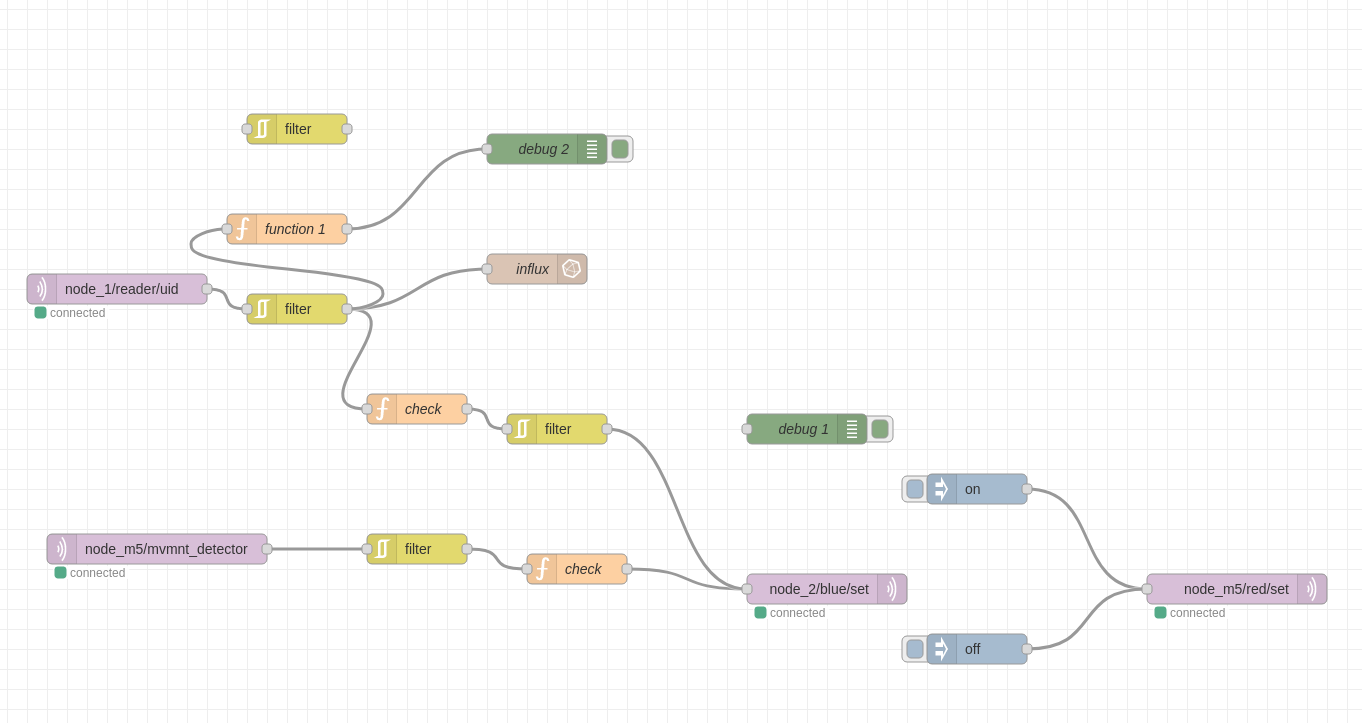 filter
debug 2
function 1
influx
node_1/reader/uid
connected
filter
check
filter
debug 1
on
node_m5/mvmnt_detector
connected
filter
check
node_2/blue/set
connected
node_m5/red/set
connected
off